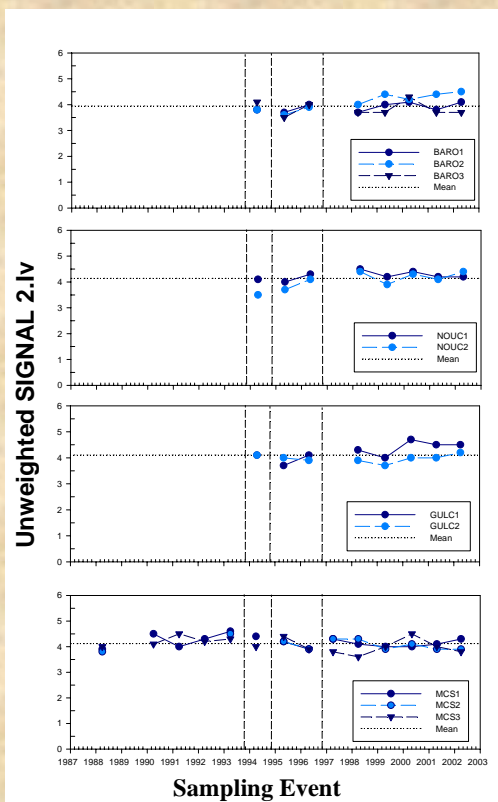 Unweighted SIGNAL 2.lv
6
5
4
3
2
1
0
BARO1
BARO2
BARO3
Mean
6
5
4
3
2
1
0
NOUC1
NOUC2
Mean
6
5
4
3
2
1
0
GULC1
GULC2
Mean
6
5
4
3
2
1
0
MCS1
MCS2
MCS3
Mean
1987 1988 1989 1990 1991 1992 1993 1994 1995 1996 1997 1998 1999 2000 2001 2002 2003
Sampling Event